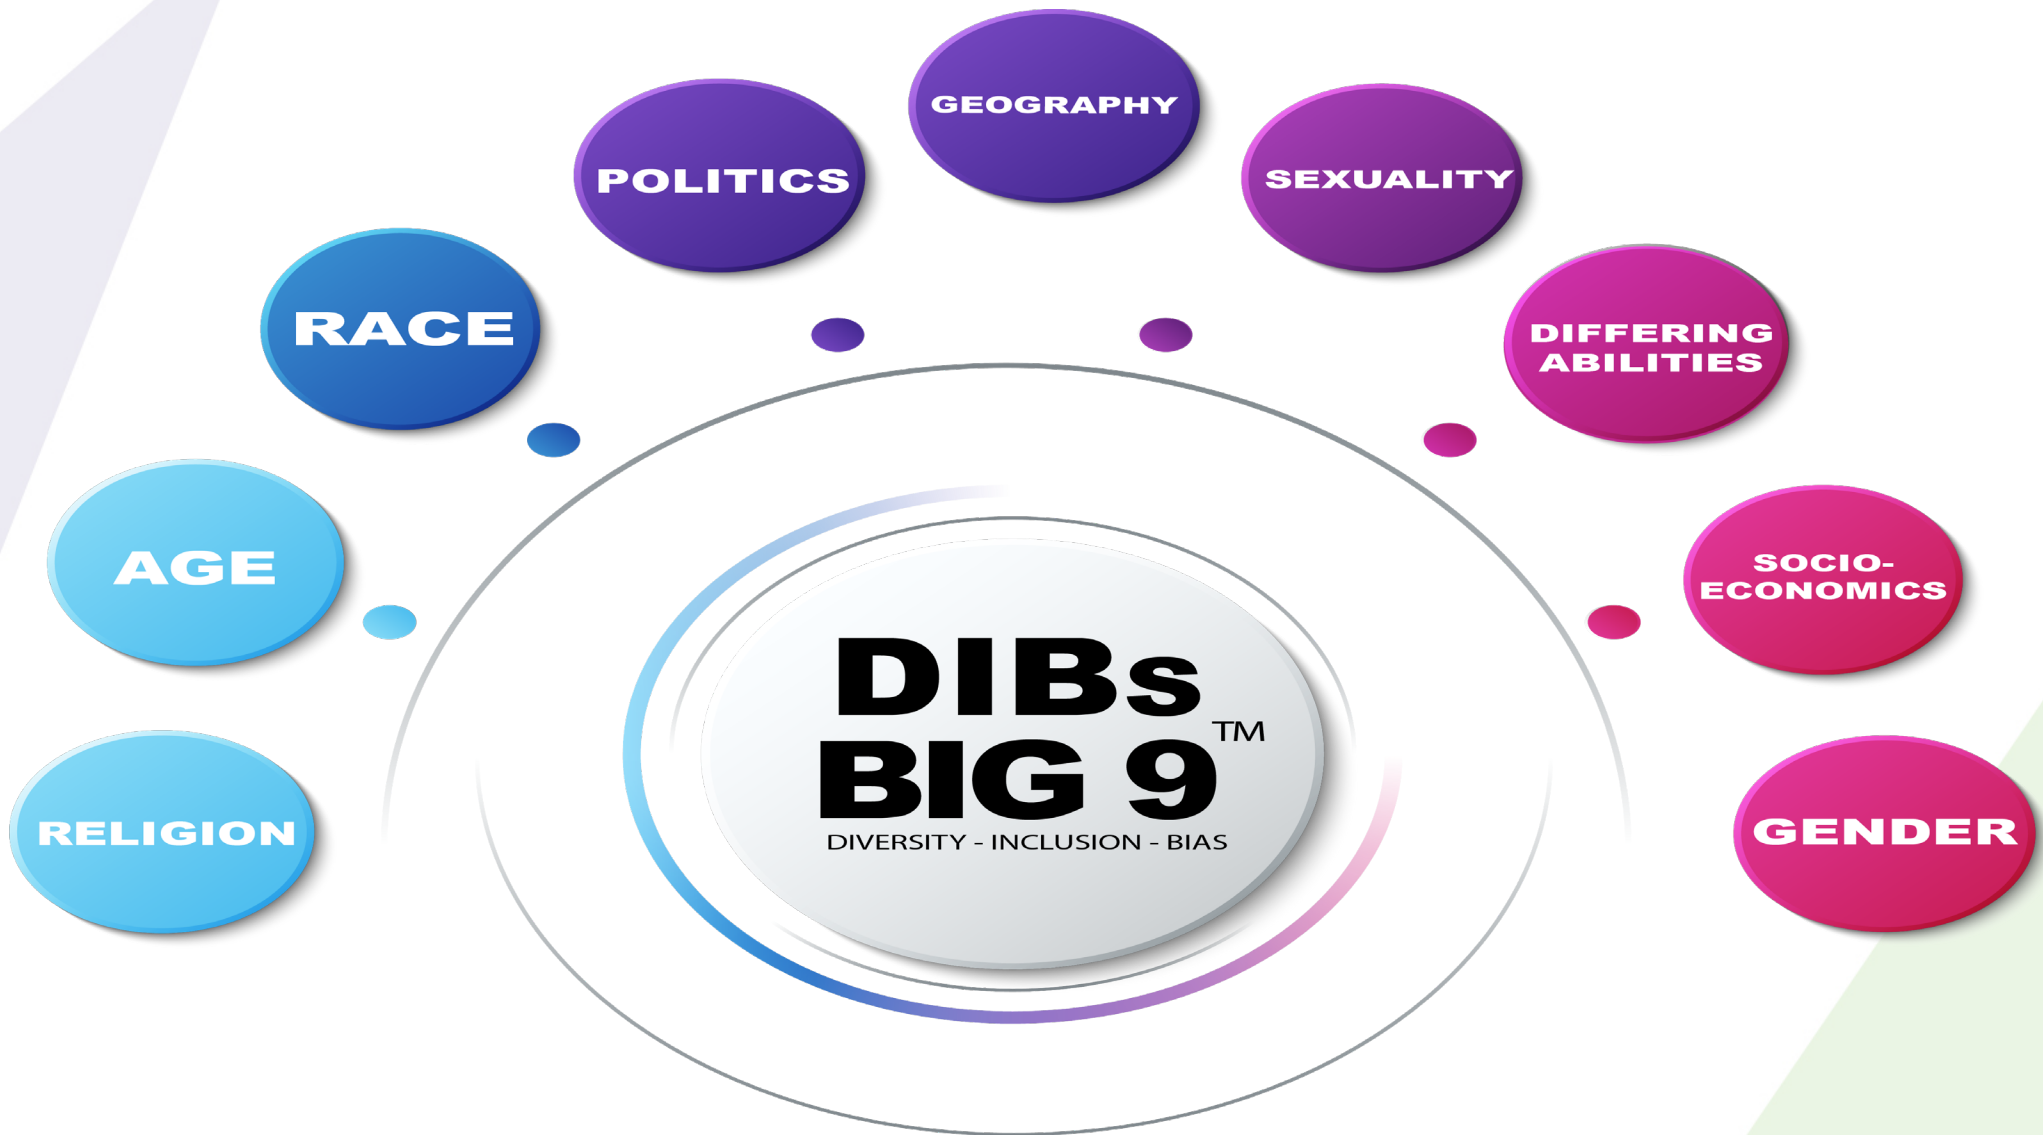 GEOGRAPHY
POLITICS
SEXUALITY
RACE
DIFFERING
ABILITIES
AGE
SOCIO-
ECONOMICS
RELIGION
GENDER
DIBs
BIG 9™
DIVERSITY - INCLUSION - BIAS